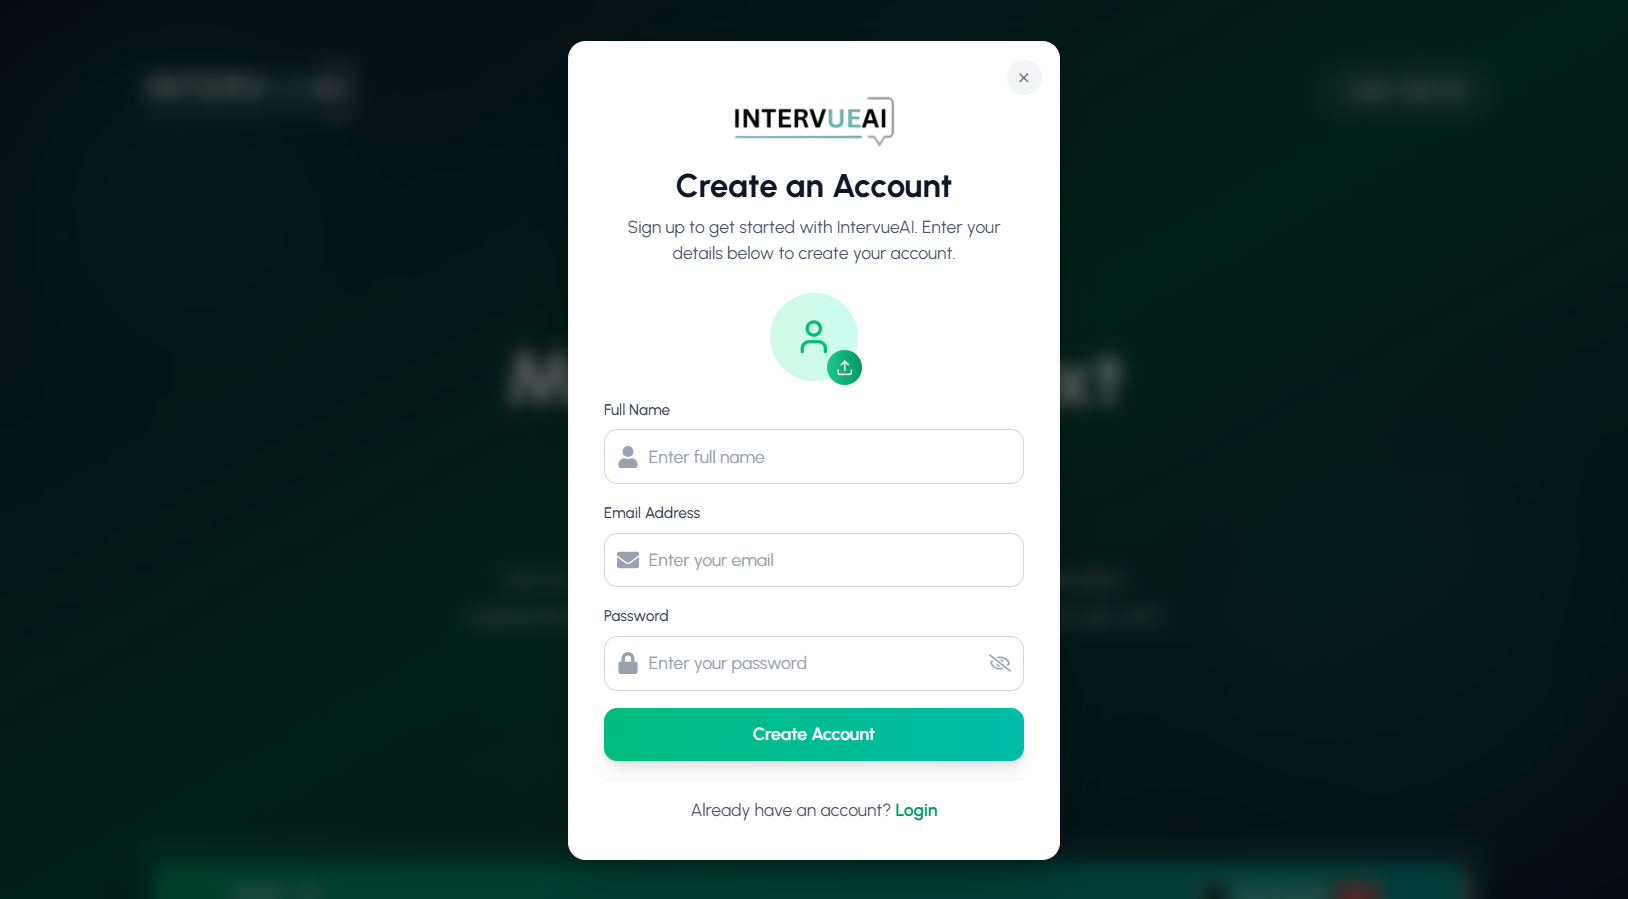 INTERVUEAI
Create an Account
Sign up to get started with IntervueAI. Enter your
details below to create your account.
Full Name
Enter full name
Email Address
Enter your email
Password
Enter your password
Create Account
Already have an account? Login